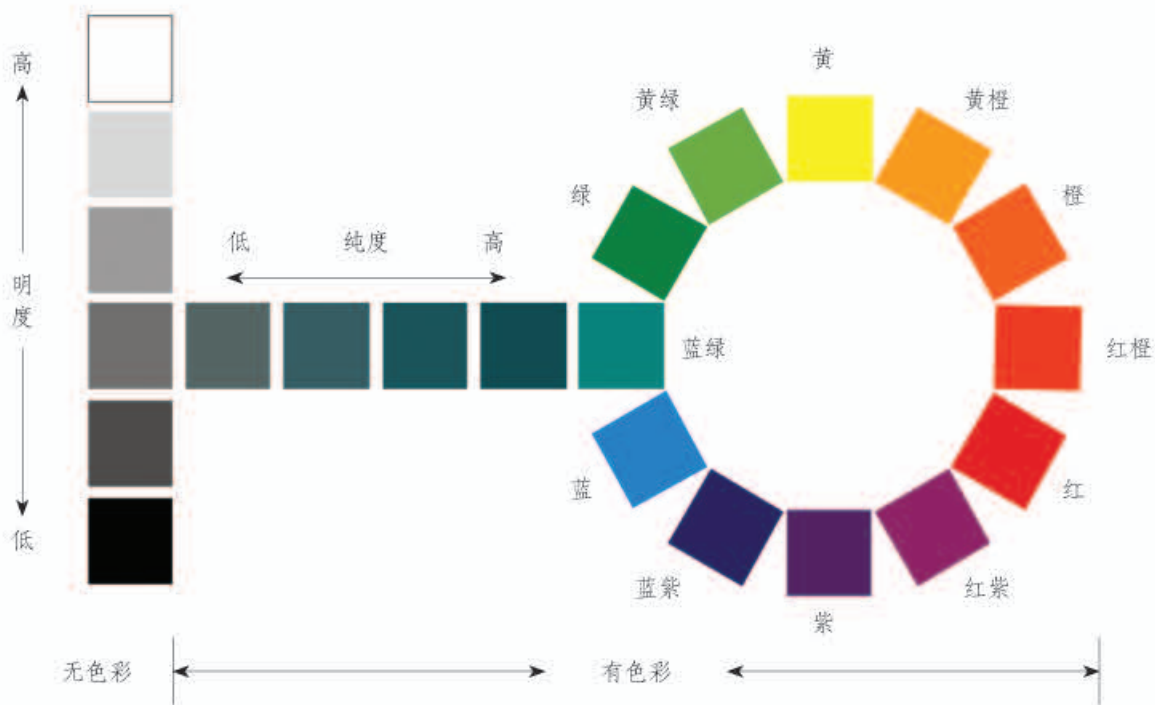 高
明度
低
低 纯度 高
黄
黄绿
黄橙
绿
橙
蓝绿
红橙
蓝
红
蓝紫
红紫
紫
无色彩
有色彩